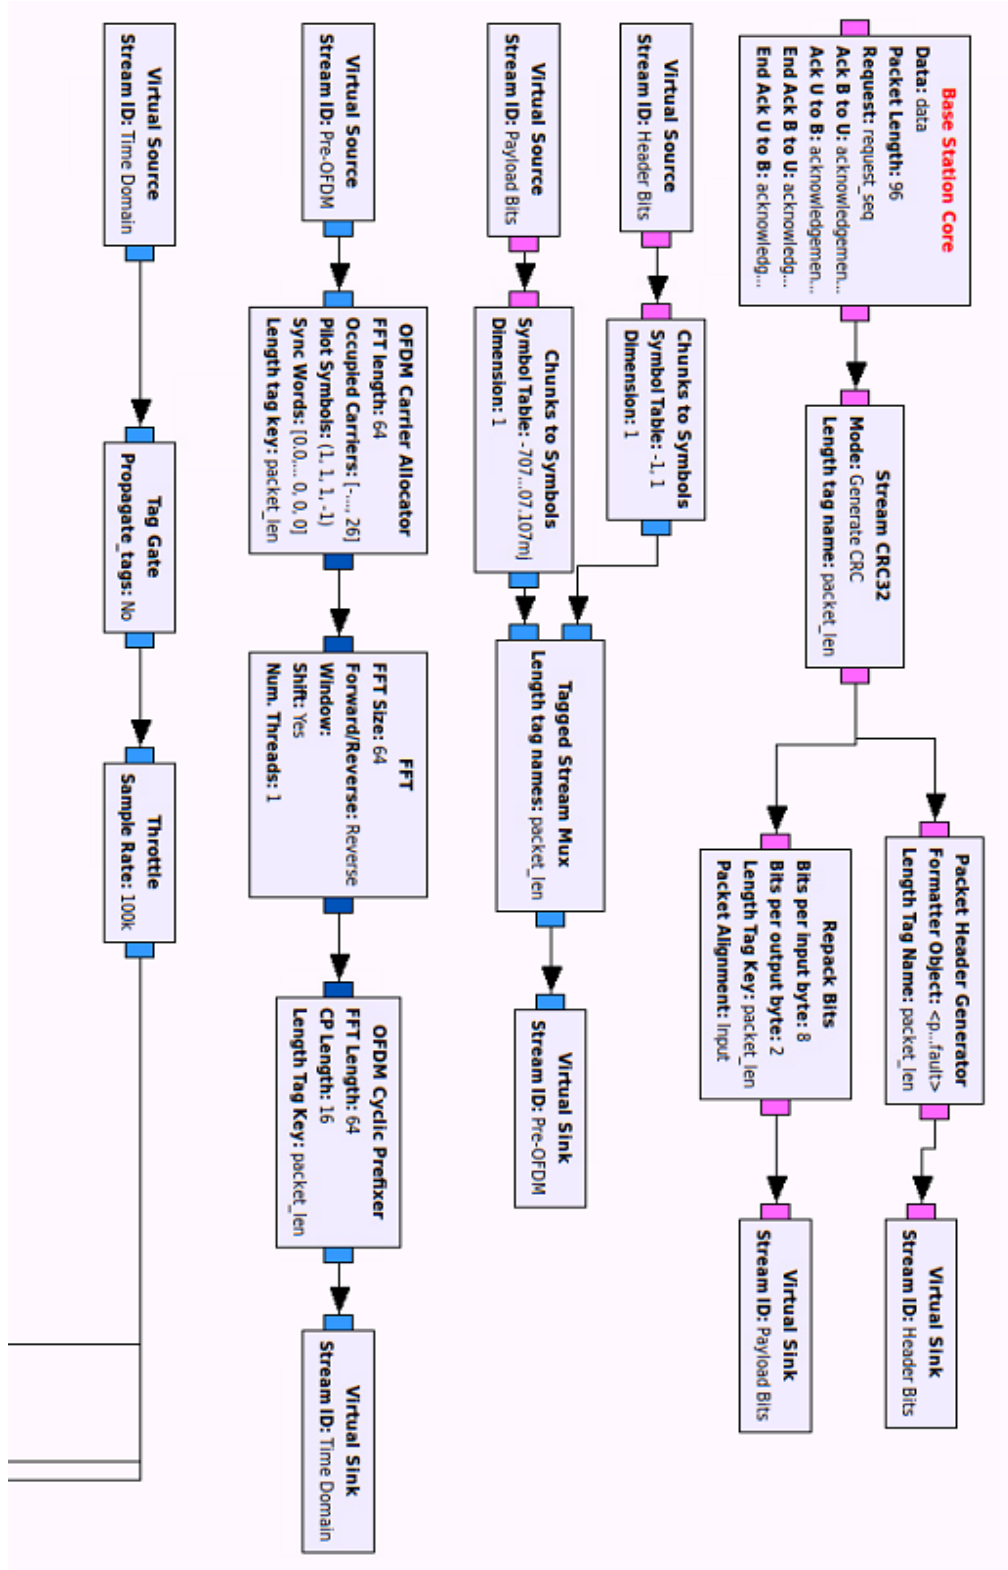 Base Station Core
Data: data
Packet Length: 96
Request: request_seq
Ack B to U: acknowledgemen...
Ack U to B: acknowledgemen...
End Ack B to U: acknowledg...
End Ack U to B: acknowledg...
Stream CRC32
Mode: Generate CRC
Length tag name: packet_len
Packet Header Generator
Formatter Object: <p...fault>
Length Tag Name: packet_len
Virtual Sink
Stream ID: Header Bits
Repack Bits
Bits per input byte: 8
Bits per output byte: 2
Length Tag Key: packet_len
Packet Alignment: Input
Virtual Sink
Stream ID: Payload Bits
Virtual Source
Stream ID: Header Bits
Chunks to Symbols
Symbol Table: -1, 1
Dimension: 1
Virtual Source
Stream ID: Payload Bits
Chunks to Symbols
Symbol Table: -707...07.107mj
Dimension: 1
Tagged Stream Mux
Length tag names: packet_len
Virtual Sink
Stream ID: Pre-OFDM
Virtual Source
Stream ID: Pre-OFDM
OFDM Carrier Allocator
FFT length: 64
Occupied Carriers: [-..., 26]
Pilot Symbols: (1, 1, 1, -1)
Sync Words: [0.0,... 0, 0, 0]
Length tag key: packet_len
FFT
FFT Size: 64
Forward/Reverse: Reverse
Window:
Shift: Yes
Num. Threads: 1
OFDM Cyclic Prefixer
FFT Length: 64
CP Length: 16
Length Tag Key: packet_len
Virtual Sink
Stream ID: Time Domain
Virtual Source
Stream ID: Time Domain
Tag Gate
Propagate_tags: No
Throttle
Sample Rate: 100k